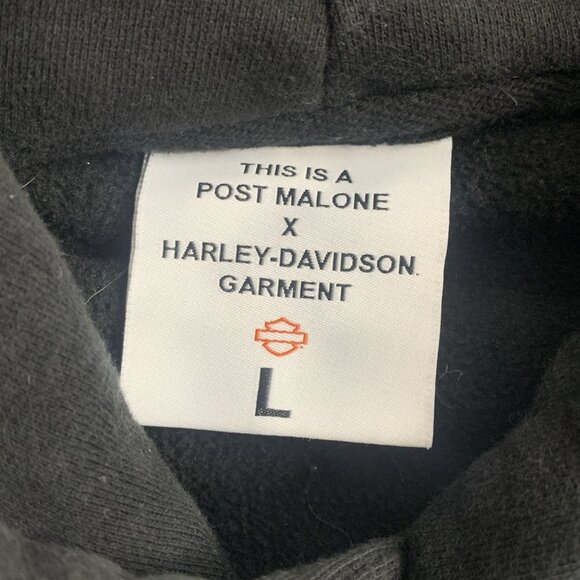 THIS IS A
POST MALONE
X
HARLEY-DAVIDSON
GARMENT
L